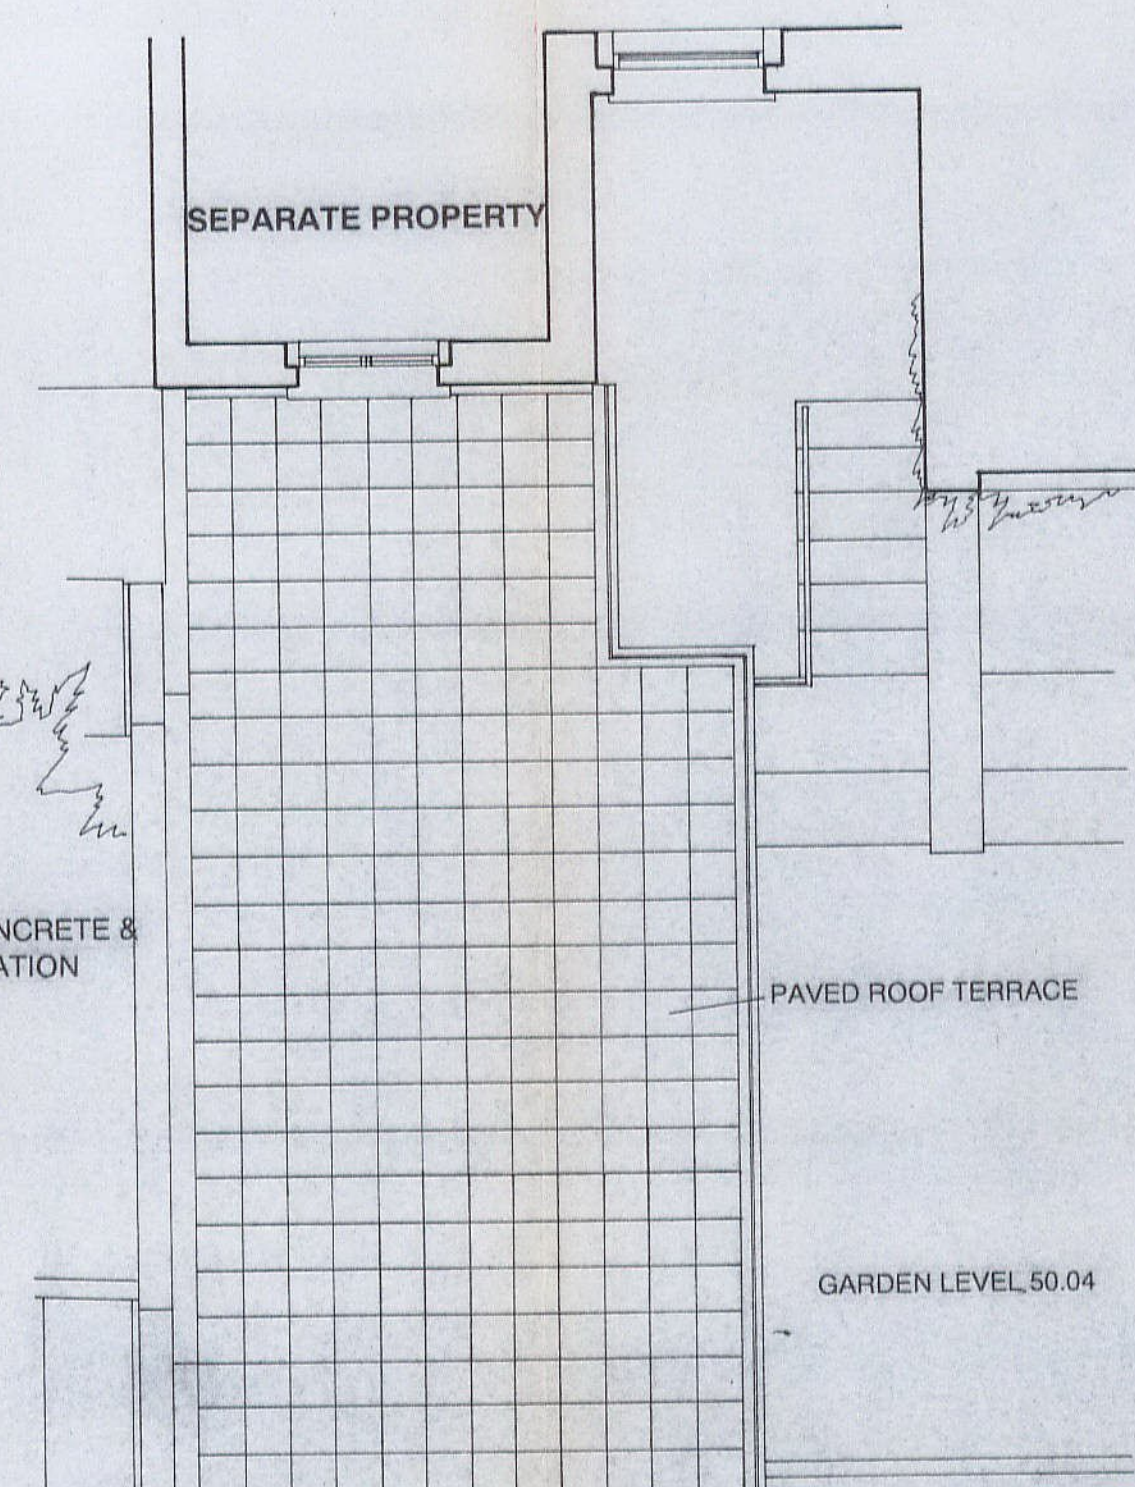 SEPARATE PROPERTY
NCRETE &
ATION
PAVED ROOF TERRACE
GARDEN LEVEL 50.04